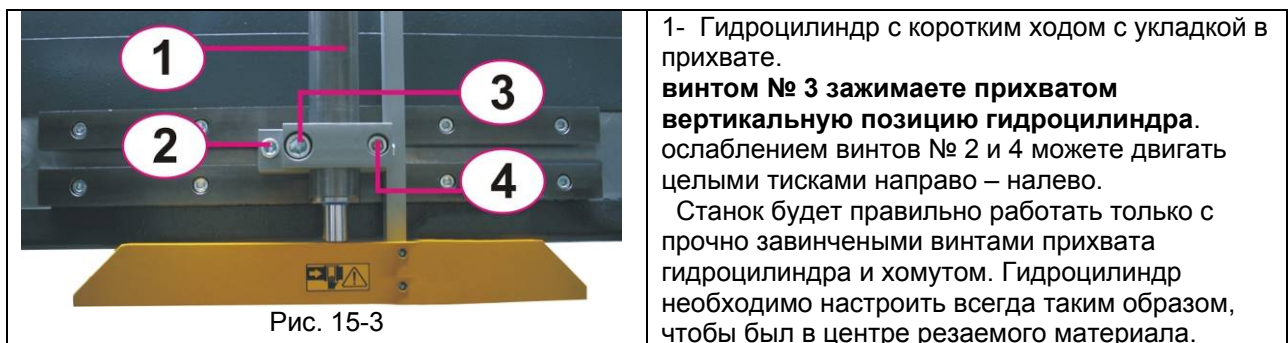 1
2
3
4
Рис. 15-3
1- Гидроцилиндр с коротким ходом с укладкой в
прихвате.
винтом № 3 зажимаете прихватом
вертикальную позицию гидроцилиндра.
ослаблением винтов № 2 и 4 можете двигать
целыми тисками направо – налево.
Станок будет правильно работать только с
прочно завинчеными винтами прихвата
гидроцилиндра и хомутом. Гидроцилиндр
необходимо настроить всегда таким образом,
чтобы был в центре резаемого материала.